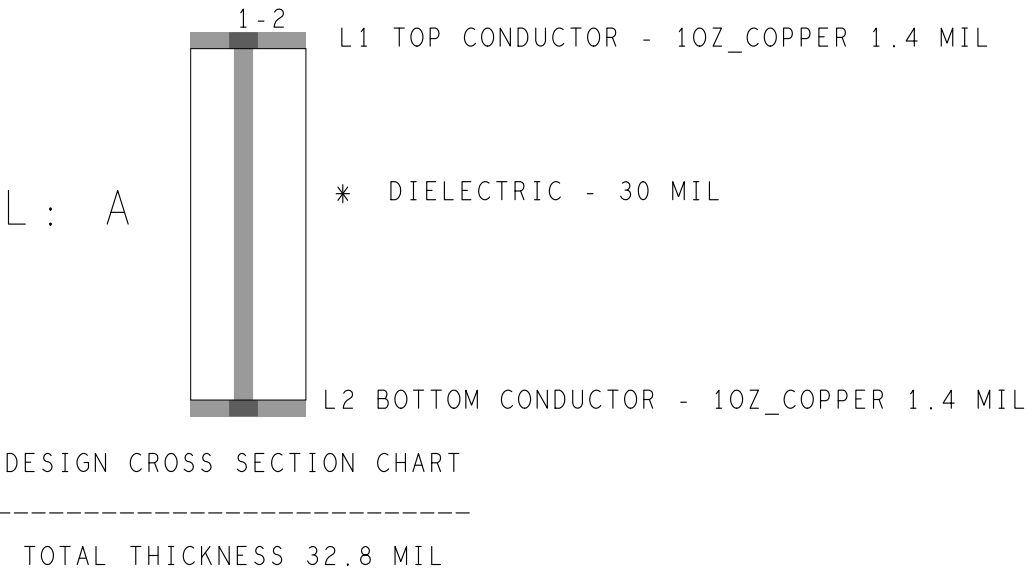 1-2
L1 TOP CONDUCTOR - 1OZ_COPPER 1.4 MIL
L: A
* DIELECTRIC - 30 MIL
L2 BOTTOM CONDUCTOR - 1OZ_COPPER 1.4 MIL
DESIGN CROSS SECTION CHART
---------------------------
TOTAL THICKNESS 32.8 MIL